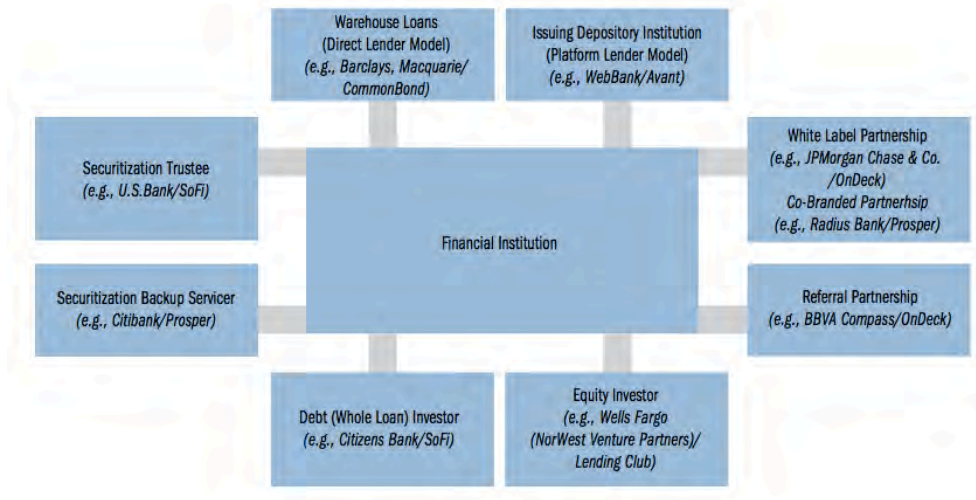 Warehouse Loans
(Direct Lender Model)
(e.g., Barclays, Macquarie/
CommonBond)
Issuing Depository Institution
(Platform Lender Model)
(e.g., WebBank/Avant)
Securitization Trustee
(e.g., U.S.Bank/SoFi)
White Label Partnership
(e.g., JPMorgan Chase & Co.
/OnDeck)
Co-Branded Partnerhsip
(e.g., Radius Bank/Prosper)
Financial Institution
Securitization Backup Servicer
(e.g., Citibank/Prosper)
Referral Partnership
(e.g., BBVA Compass/OnDeck)
Debt (Whole Loan) Investor
(e.g., Citizens Bank/SoFi)
Equity Investor
(e.g., Wells Fargo
(NorWest Venture Partners)/
Lending Club)